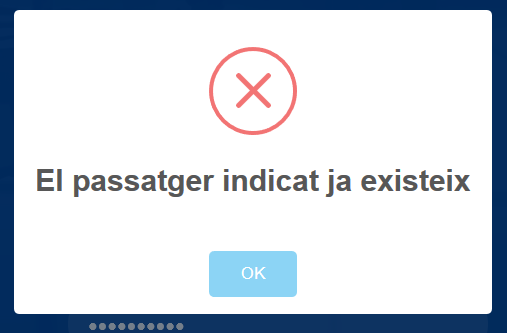 El passatger indicat ja existeix
OK
••••••••••